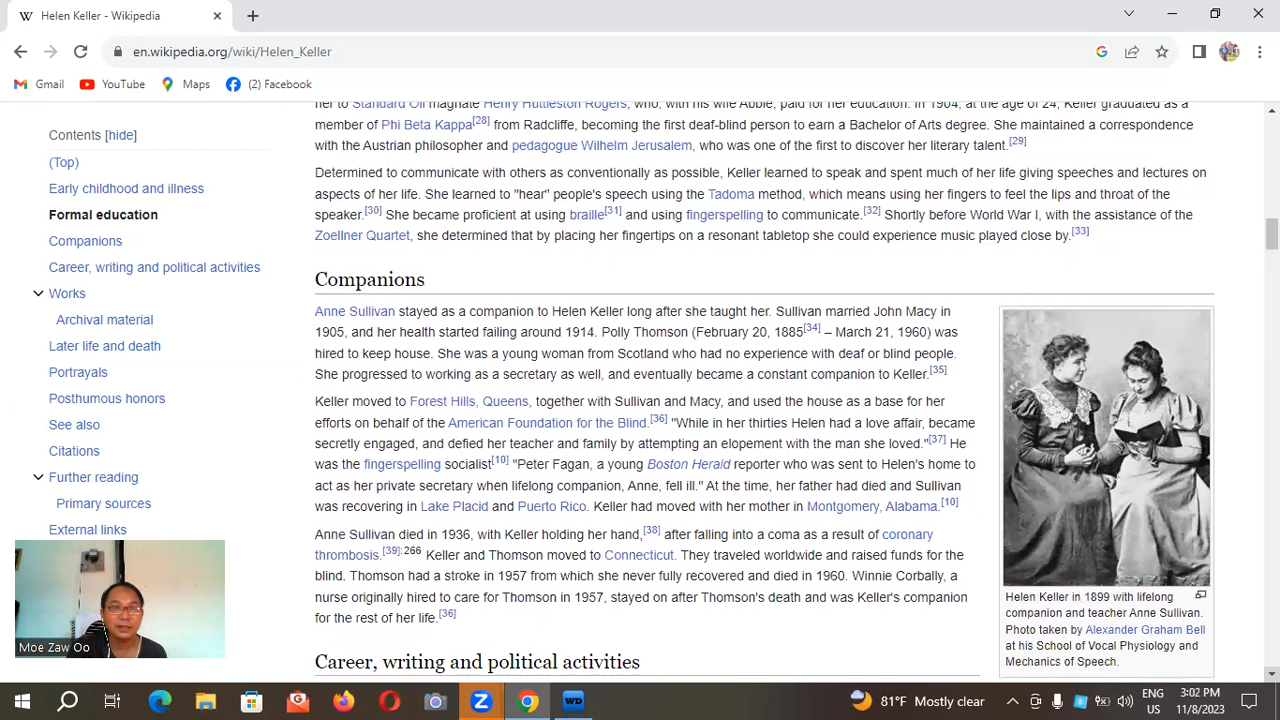 Helen Keller - Wikipedia
en.wikipedia.org/wiki/Helen_Keller
Gmail
YouTube
Maps
(2) Facebook
Contents [hide]
(Top)
Early childhood and illness
Formal education
Companions
Career, writing and political activities
Works
Archival material
Later life and death
Portrayals
Posthumous honors
See also
Citations
Further reading
Primary sources
External links
her to Standard Oil magnate Henry Huttleston Rogers, who, with his wife Abbie, paid for her education. In 1904, at the age of 24, Keller graduated as a
member of Phi Beta Kappa[28] from Radcliffe, becoming the first deaf-blind person to earn a Bachelor of Arts degree. She maintained a correspondence
with the Austrian philosopher and pedagogue Wilhelm Jerusalem, who was one of the first to discover her literary talent.[29]
Determined to communicate with others as conventionally as possible, Keller learned to speak and spent much of her life giving speeches and lectures on
aspects of her life. She learned to "hear" people's speech using the Tadoma method, which means using her fingers to feel the lips and throat of the
speaker.[30] She became proficient at using braille[31] and using fingerspelling to communicate.[32] Shortly before World War I, with the assistance of the
Zoellner Quartet, she determined that by placing her fingertips on a resonant tabletop she could experience music played close by.[33]
Companions
Anne Sullivan stayed as a companion to Helen Keller long after she taught her. Sullivan married John Macy in
1905, and her health started failing around 1914. Polly Thomson (February 20, 1885[34] – March 21, 1960) was
hired to keep house. She was a young woman from Scotland who had no experience with deaf or blind people.
She progressed to working as a secretary as well, and eventually became a constant companion to Keller.[35]
Keller moved to Forest Hills, Queens, together with Sullivan and Macy, and used the house as a base for her
efforts on behalf of the American Foundation for the Blind.[36] "While in her thirties Helen had a love affair, became
secretly engaged, and defied her teacher and family by attempting an elopement with the man she loved."[37] He
was the fingerspelling socialist[10] "Peter Fagan, a young Boston Herald reporter who was sent to Helen's home to
act as her private secretary when lifelong companion, Anne, fell ill." At the time, her father had died and Sullivan
was recovering in Lake Placid and Puerto Rico. Keller had moved with her mother in Montgomery, Alabama.[10]
Anne Sullivan died in 1936, with Keller holding her hand,[38] after falling into a coma as a result of coronary
thrombosis.[39]:266 Keller and Thomson moved to Connecticut. They traveled worldwide and raised funds for the
blind. Thomson had a stroke in 1957 from which she never fully recovered and died in 1960. Winnie Corbally, a
nurse originally hired to care for Thomson in 1957, stayed on after Thomson's death and was Keller's companion
for the rest of her life.[36]
Helen Keller in 1899 with lifelong
companion and teacher Anne Sullivan.
Photo taken by Alexander Graham Bell
at his School of Vocal Physiology and
Mechanics of Speech.
Career, writing and political activities
Moe Zaw Oo
81°F Mostly clear
ENG
US
3:02 PM
11/8/2023